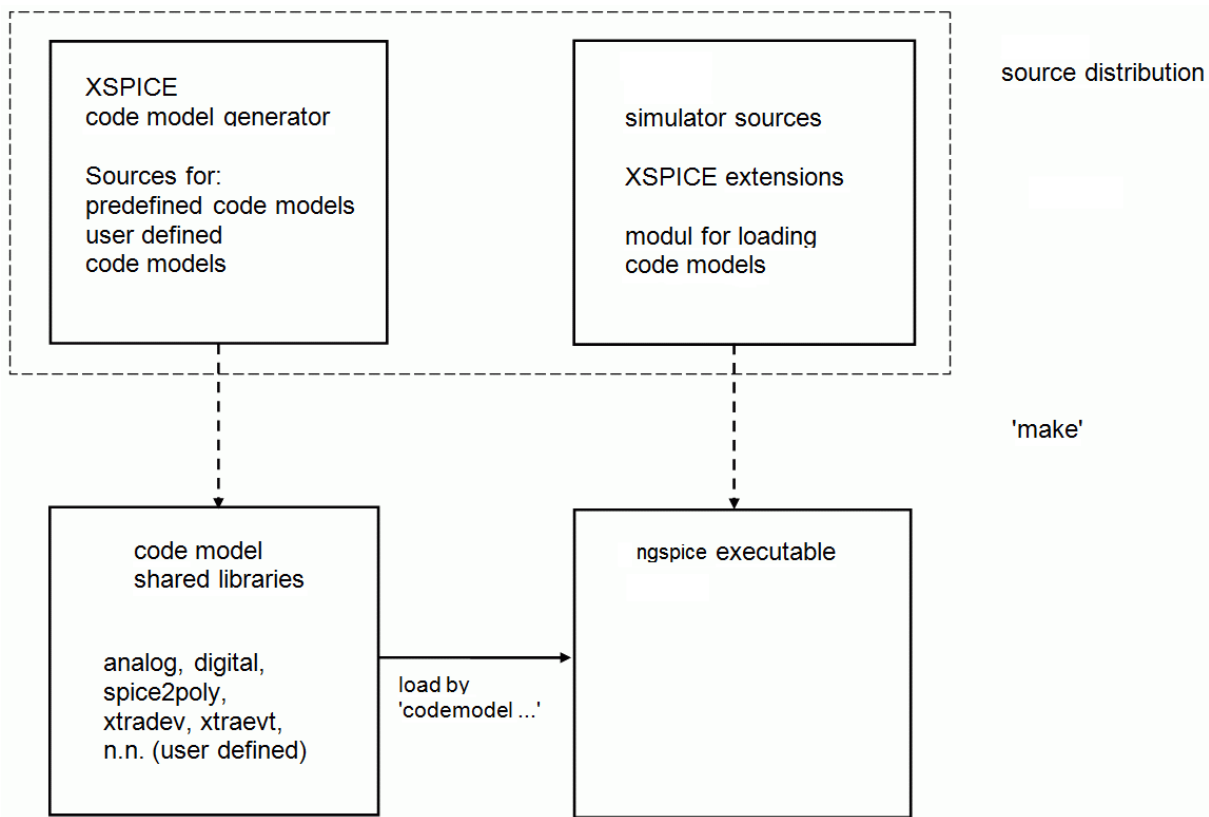 XSPICE
code model generator
Sources for:
predefined code models
user defined
code models
simulator sources
XSPICE extensions
modul for loading
code models
source distribution
'make'
code model
shared libraries
analog, digital,
spice2poly,
xtradev, xtraevt,
n.n. (user defined)
load by
'codemodel ...'
ngspice executable